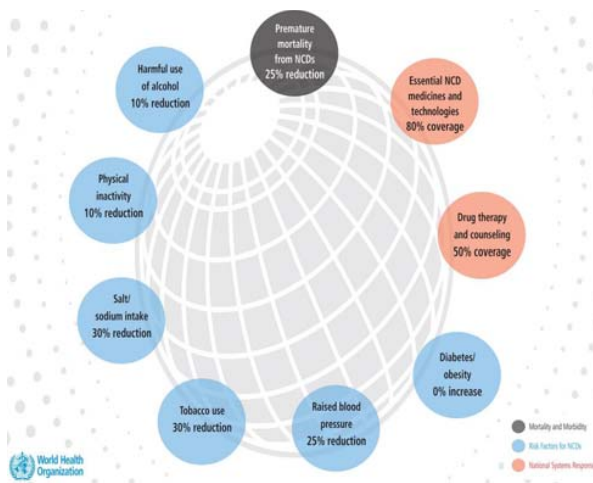 Premature
mortality
from NCDs
25% reduction
Harmful use
of alcohol
10% reduction
Essential NCD
medicines and
technologies
80% coverage
Physical
inactivity
10% reduction
Drug therapy
and counseling
50% coverage
Salt/
sodium intake
30% reduction
Diabetes/
obesity
0% increase
Tobacco use
30% reduction
Raised blood
pressure
25% reduction
Mortality and Morbidity
Risk Factors for NCDs
National Systems Respons
World Health
Organization